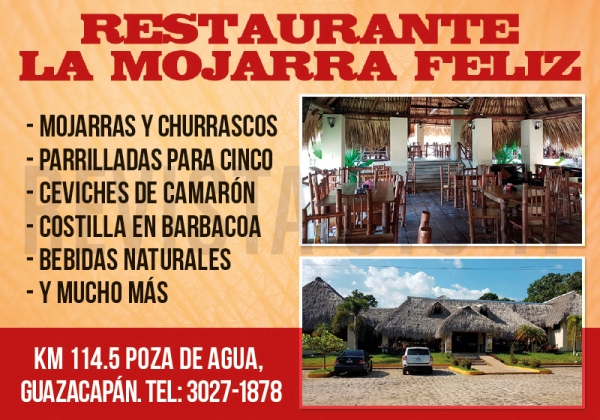 RESTAURANTE
LA MOJARRA FELIZ
- MOJARRAS Y CHURRASCOS
- PARRILLADAS PARA CINCO
- CEVICHES DE CAMARÓN
- COSTILLA EN BARBACOA
- BEBIDAS NATURALES
- Y MUCHO MÁS
KM 114.5 POZA DE AGUA,
GUAZACAPÁN. TEL: 3027-1878